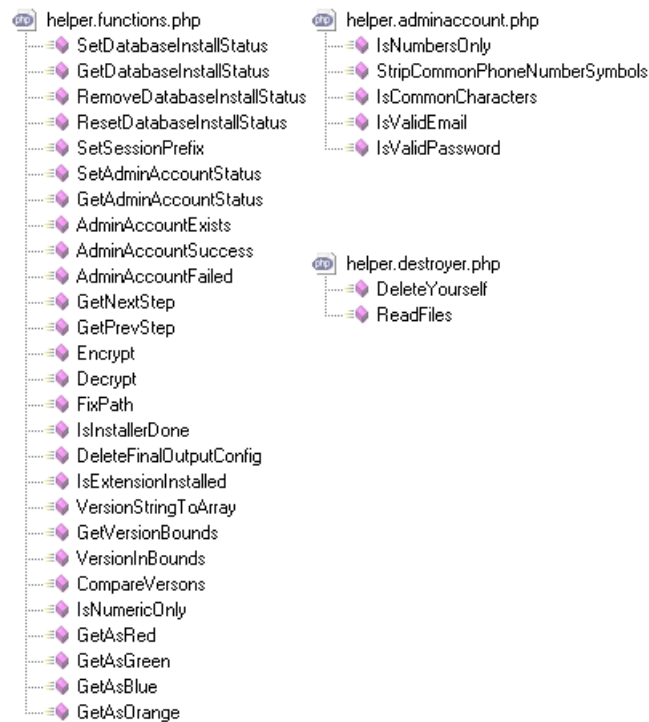 helper.functions.php
SetDatabaseInstallStatus
GetDatabaseInstallStatus
RemoveDatabaseInstallStatus
ResetDatabaseInstallStatus
SetSessionPrefix
SetAdminAccountStatus
GetAdminAccountStatus
AdminAccountExists
AdminAccountSuccess
AdminAccountFailed
GetNextStep
GetPrevStep
Encrypt
Decrypt
FixPath
IsInstallerDone
DeleteFinalOutputConfig
IsExtensionInstalled
VersionStringToArray
GetVersionBounds
VersionInBounds
CompareVersons
IsNumericOnly
GetAsRed
GetAsGreen
GetAsBlue
GetAsOrange
helper.adminaccount.php
IsNumbersOnly
StripCommonPhoneNumberSymbols
IsCommonCharacters
IsValidEmail
IsValidPassword
helper.destroyer.php
DeleteYourself
ReadFiles